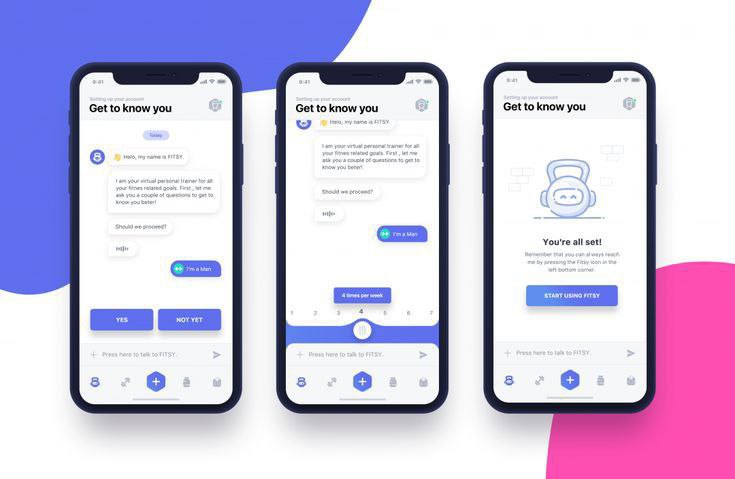 9:41
Setting up your account
Get to know you
Today
👋 Helo, my name is FITSY.
I am your virtual personal trainer for all
your fitnes related goals. First , let me
ask you a couple of questions to get to
know you beter!
Should we proceed?
I'm a Man
YES
NOT YET
Press here to talk to FITSY.
9:41
Setting up your account
Get to know you
👋 Helo, my name is FITSY.
I am your virtual personal trainer for all
your fitnes related goals. First , let me
ask you a couple of questions to get to
know you beter!
Should we proceed?
I'm a Man
4 times per week
1 2 3 4 5 6 7
Press here to talk to FITSY.
9:41
Setting up your account
Get to know you
You're all set!
Remember that you can always reach
me by pressing the Fitsy icon in the
left bottom corner.
START USING FITSY
Press here to talk to FITSY.